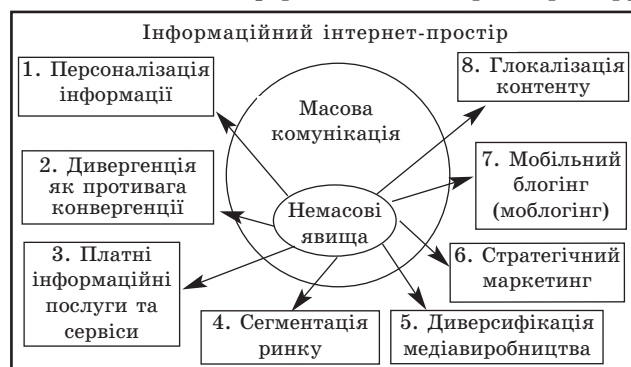 Інформаційний інтернет-простір
1. Персоналізація
інформації
2. Дивергенція
як противага
конвергенції
3. Платні
інформаційні
послуги та
сервіси
4. Сегментація
ринку
5. Диверсифікація
медіавиробництва
6. Стратегічний
маркетинг
7. Мобільний
блогінг
(моблогінг)
8. Глокалізація
контенту
Масова
комунікація
Немасові
явища